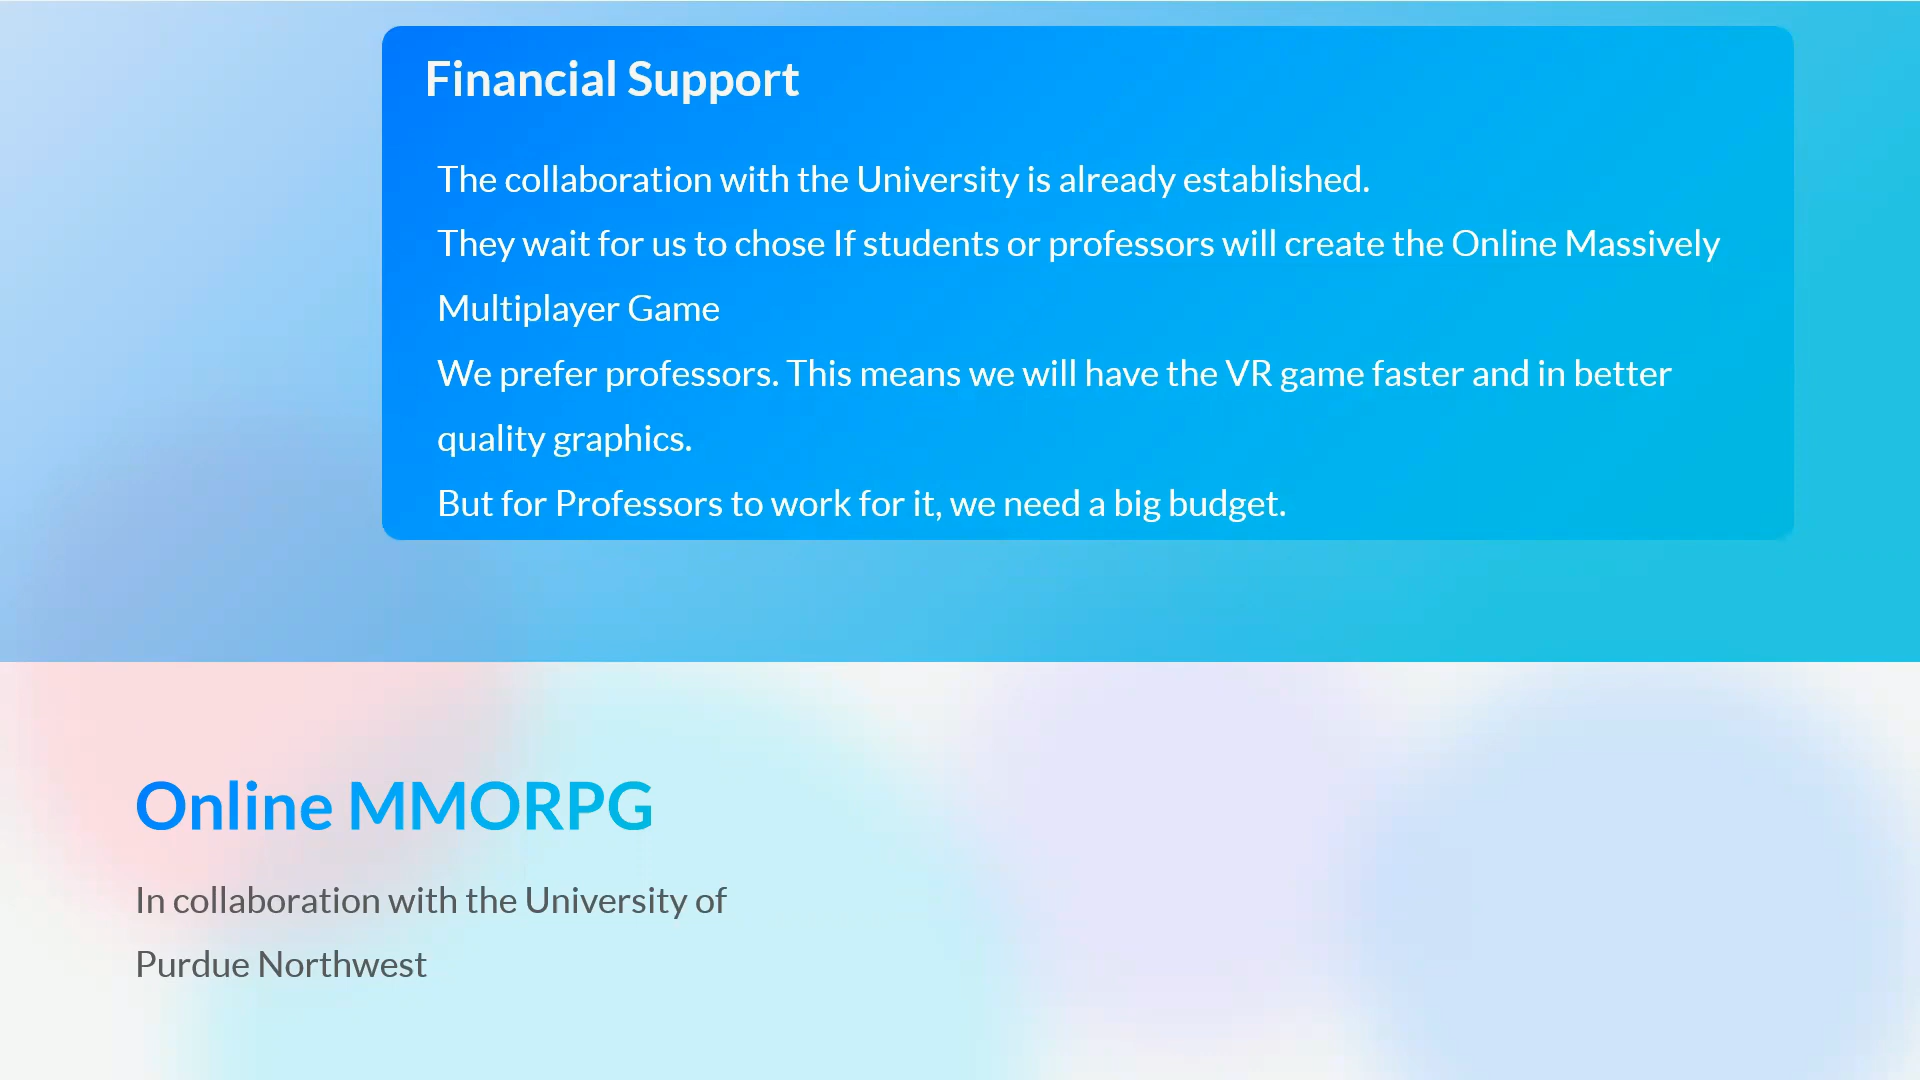 Financial Support
The collaboration with the University is already established.
They wait for us to chose If students or professors will create the Online Massively
Multiplayer Game
We prefer professors. This means we will have the VR game faster and in better
quality graphics.
But for Professors to work for it, we need a big budget.
Online MMORPG
In collaboration with the University of
Purdue Northwest